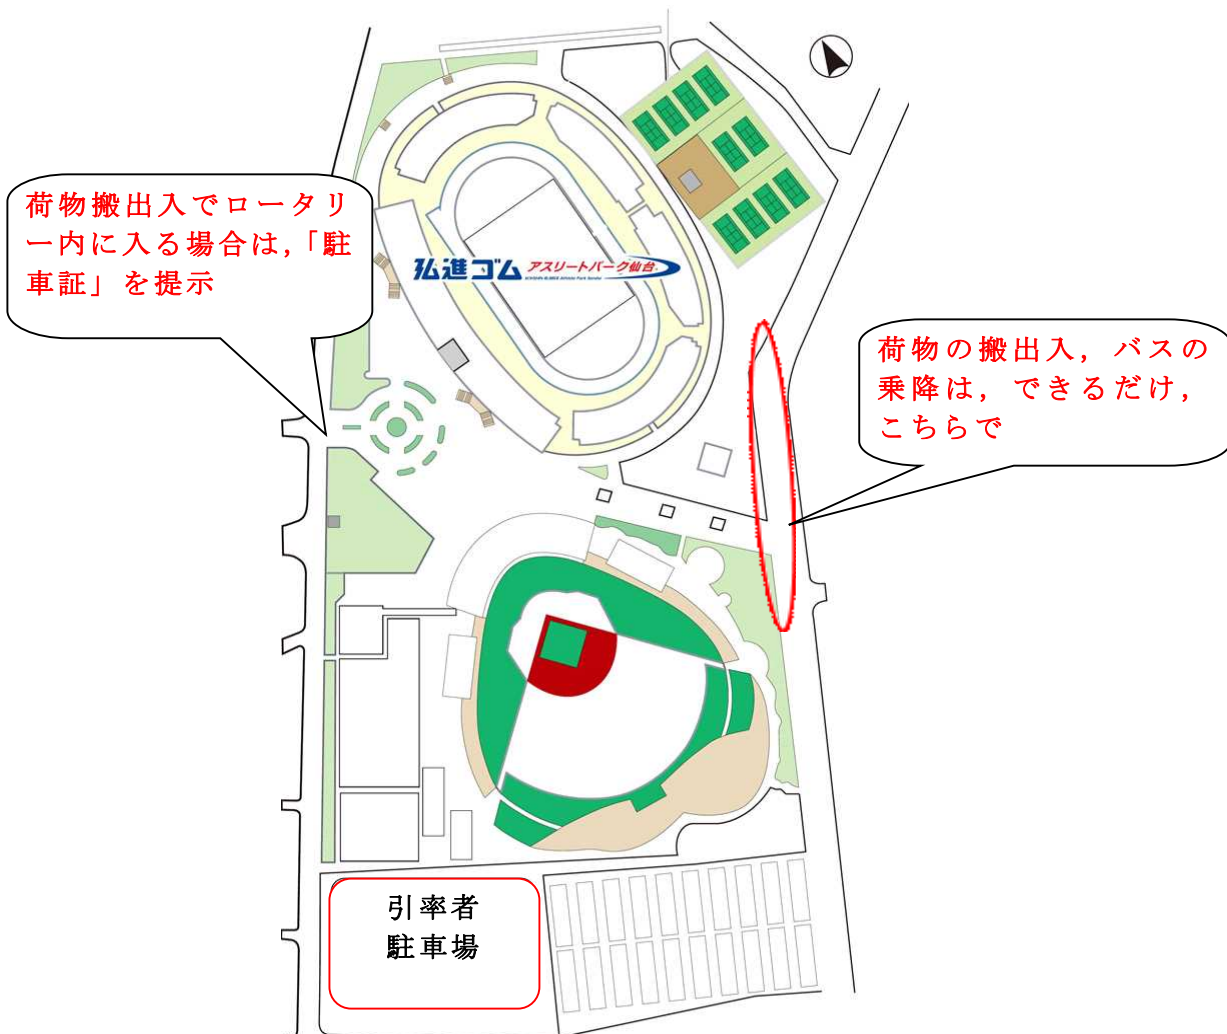 荷物搬出入でロータリ
ー内に入る場合は,「駐
車証」を提示
弘進ゴム アスリートパーク仙台
荷物の搬出入，バスの
乗降は，できるだけ，
こちらで
引率者
駐車場